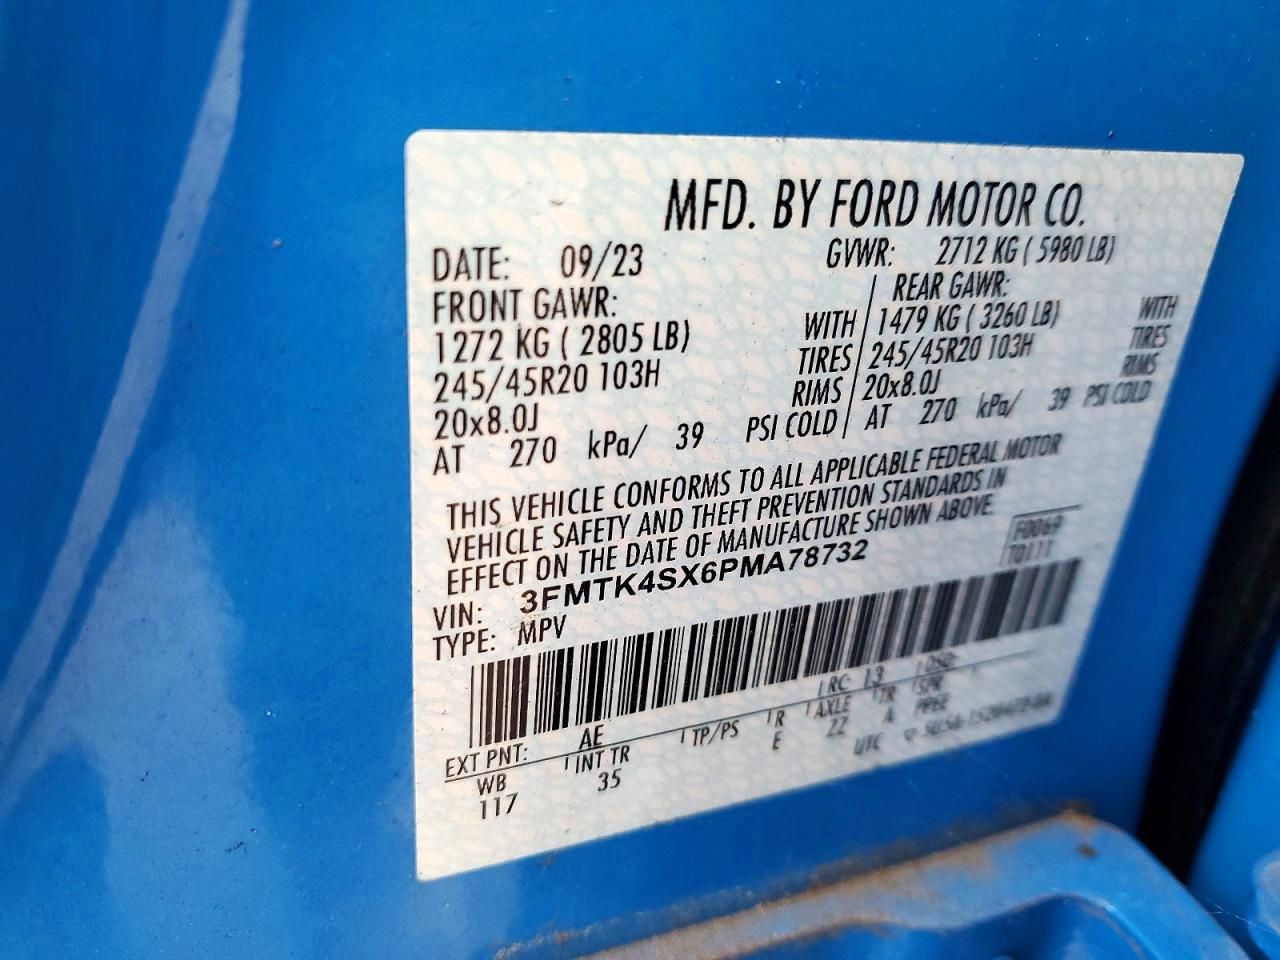 MFD. BY FORD MOTOR CO.
DATE: 09/23 GVWR: 2712 KG ( 5980 LB)
FRONT GAWR: REAR GAWR:
1272 KG ( 2805 LB) WITH 1479 KG ( 3260 LB) WITH
245/45R20 103H TIRES 245/45R20 103H TIRES
20x8.0J RIMS 20x8.0J RIMS
AT 270 kPa/ 39 PSI COLD AT 270 kPa/ 39 PSI COLD
THIS VEHICLE CONFORMS TO ALL APPLICABLE FEDERAL MOTOR
VEHICLE SAFETY AND THEFT PREVENTION STANDARDS IN
EFFECT ON THE DATE OF MANUFACTURE SHOWN ABOVE.
VIN: 3FMTK4SX6PMA78732
TYPE: MPV
F0069
T0111
EXT PNT: AE RC: 13 DSO:
WB INT TR TP/PS R AXLE TR SPR
117 35 E 22 A PP6E
UTC